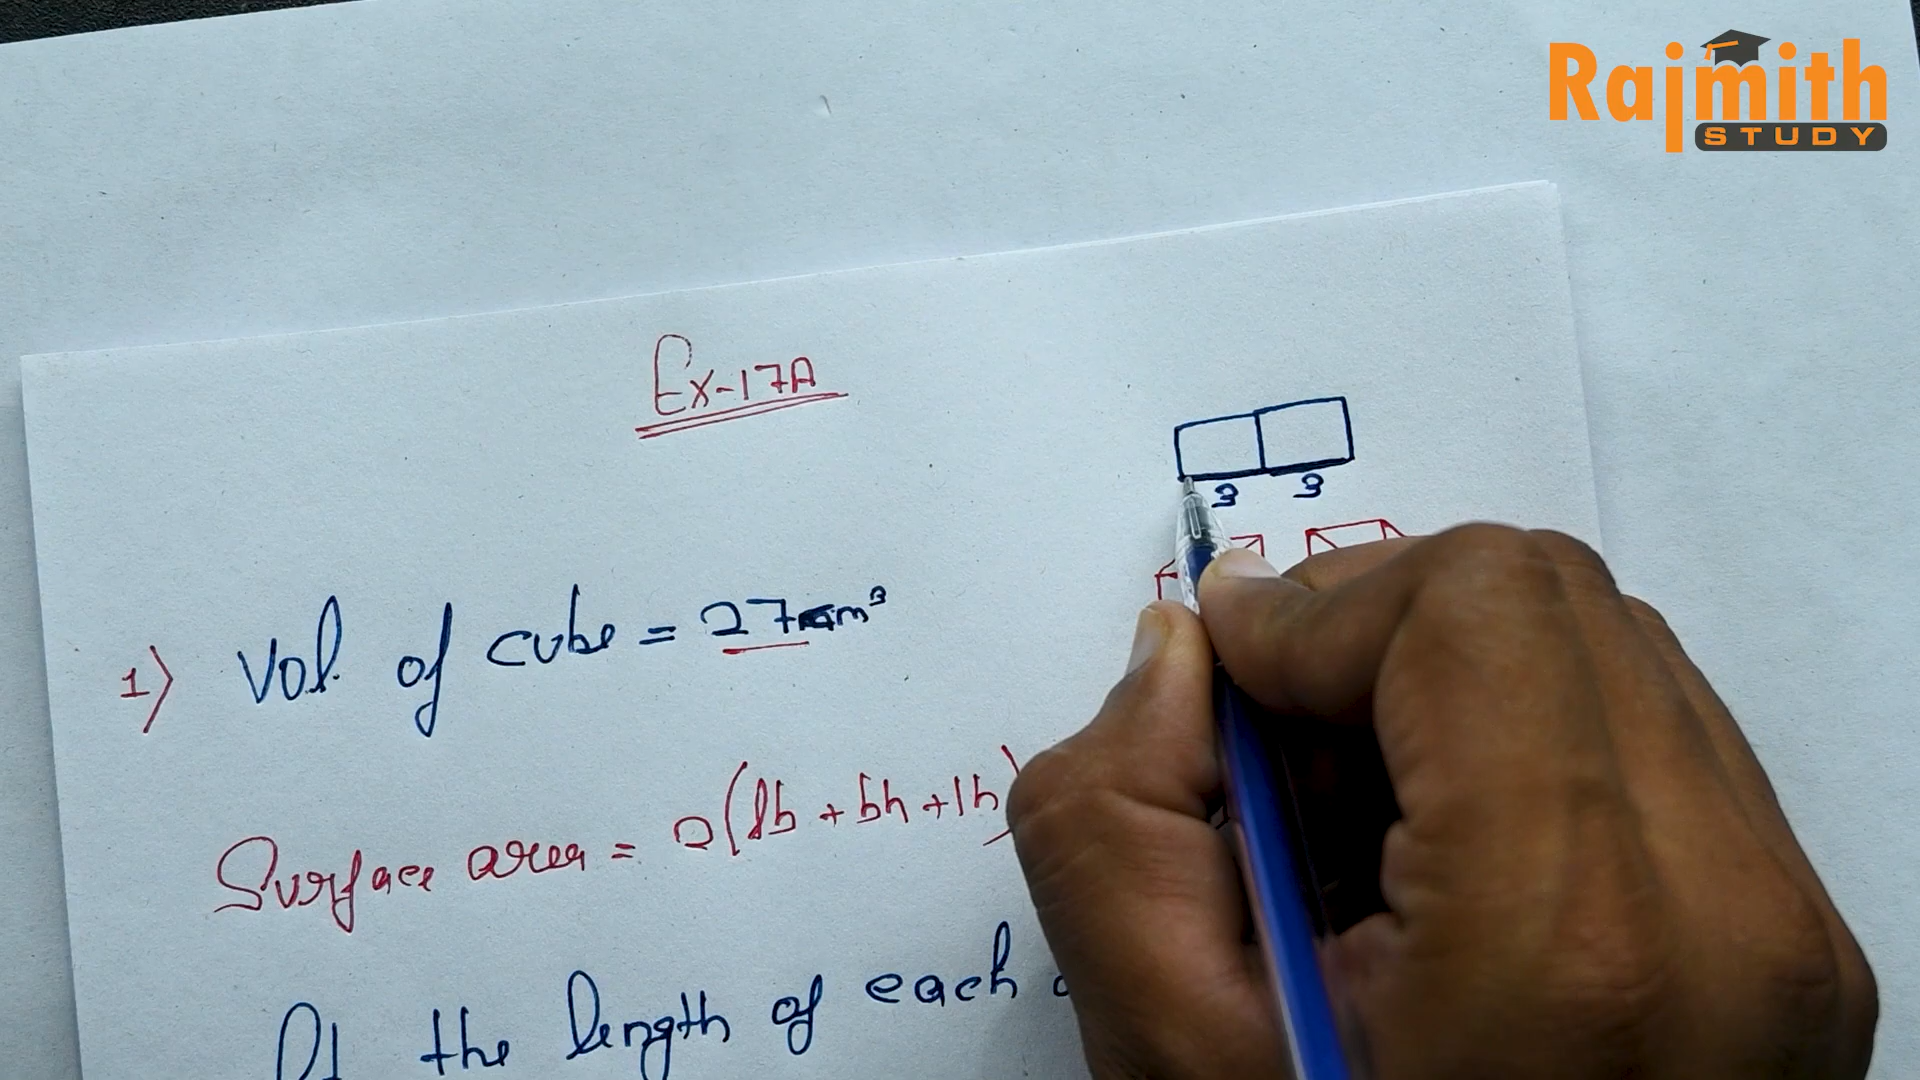 Rajmith
STUDY
Ex-17A
3 3
1) Vol. of cube = 27cm³
Surface area = 2(lb + bh + lh)
the length of each